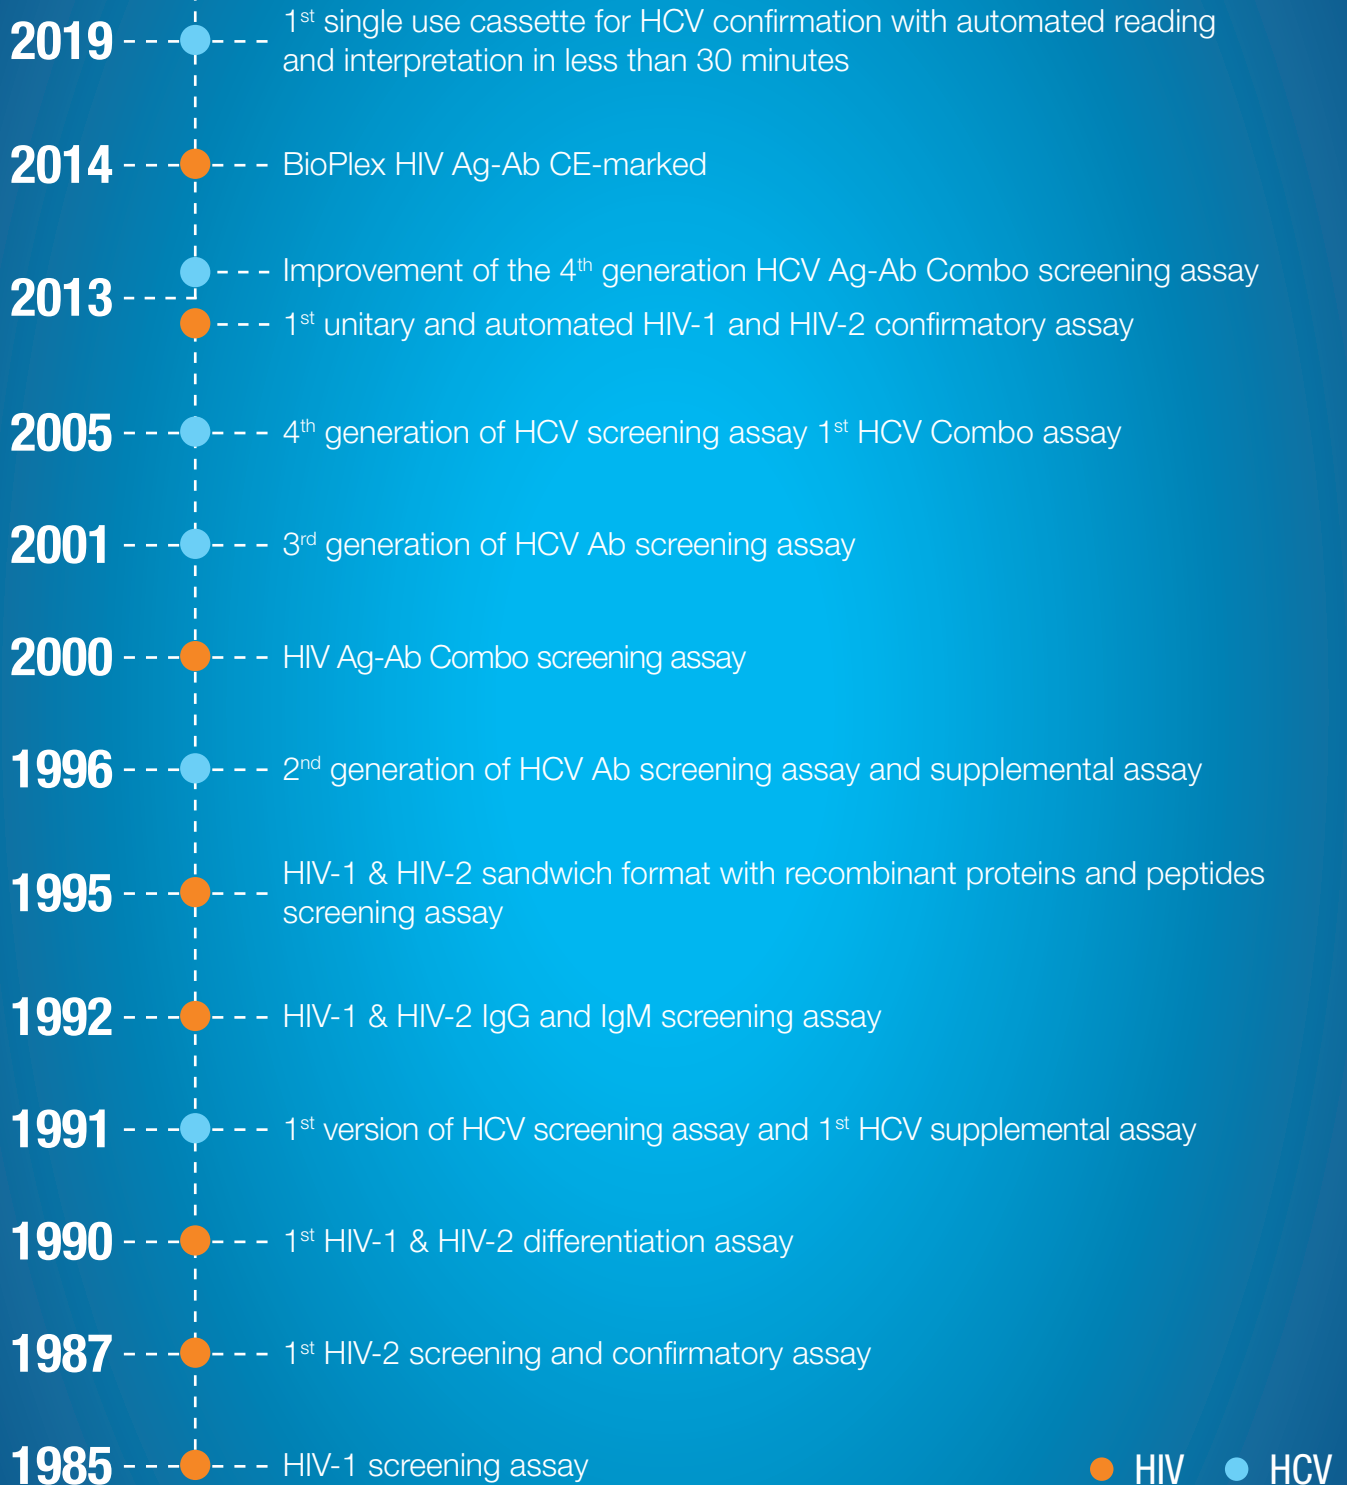 2019
1st single use cassette for HCV confirmation with automated reading
and interpretation in less than 30 minutes
2014
BioPlex HIV Ag-Ab CE-marked
2013
Improvement of the 4th generation HCV Ag-Ab Combo screening assay
1st unitary and automated HIV-1 and HIV-2 confirmatory assay
2005
4th generation of HCV screening assay 1st HCV Combo assay
2001
3rd generation of HCV Ab screening assay
2000
HIV Ag-Ab Combo screening assay
1996
2nd generation of HCV Ab screening assay and supplemental assay
1995
HIV-1 & HIV-2 sandwich format with recombinant proteins and peptides
screening assay
1992
HIV-1 & HIV-2 IgG and IgM screening assay
1991
1st version of HCV screening assay and 1st HCV supplemental assay
1990
1st HIV-1 & HIV-2 differentiation assay
1987
1st HIV-2 screening and confirmatory assay
1985
HIV-1 screening assay
HIV HCV